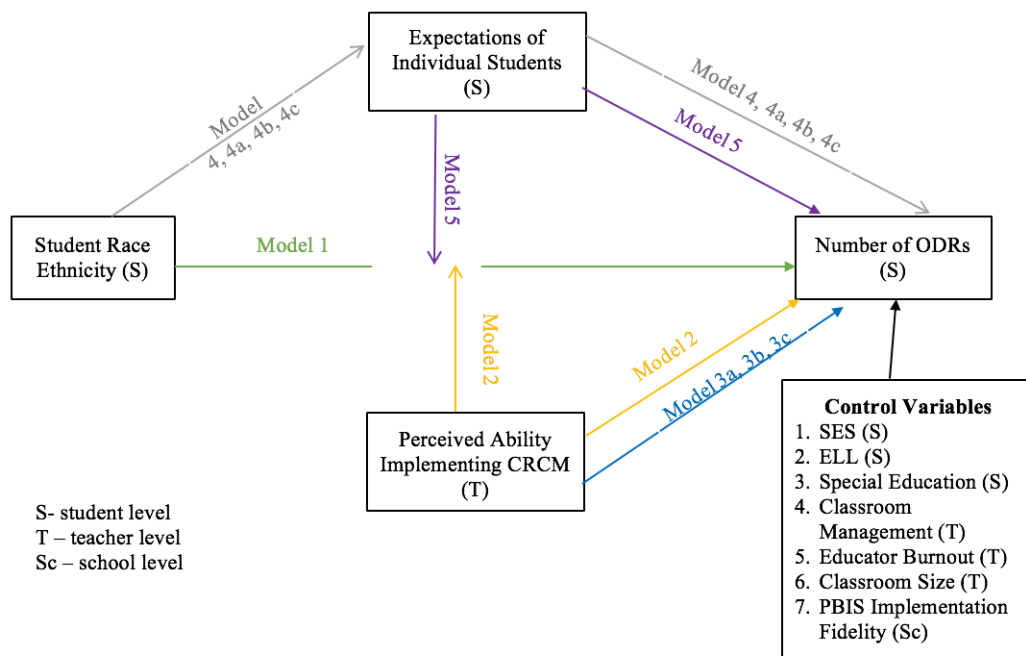 Expectations of
Individual Students
(S)
Model
4, 4a, 4b, 4c
Model 4, 4a, 4b, 4c
Model 5
Model 5
Student Race
Ethnicity (S)
Model 1
Number of ODRs
(S)
Model 2
Model 2
Model 3a, 3b, 3c
Perceived Ability
Implementing CRCM
(T)
Control Variables
1. SES (S)
2. ELL (S)
3. Special Education (S)
4. Classroom
Management (T)
5. Educator Burnout (T)
6. Classroom Size (T)
7. PBIS Implementation
Fidelity (Sc)
S- student level
T – teacher level
Sc – school level